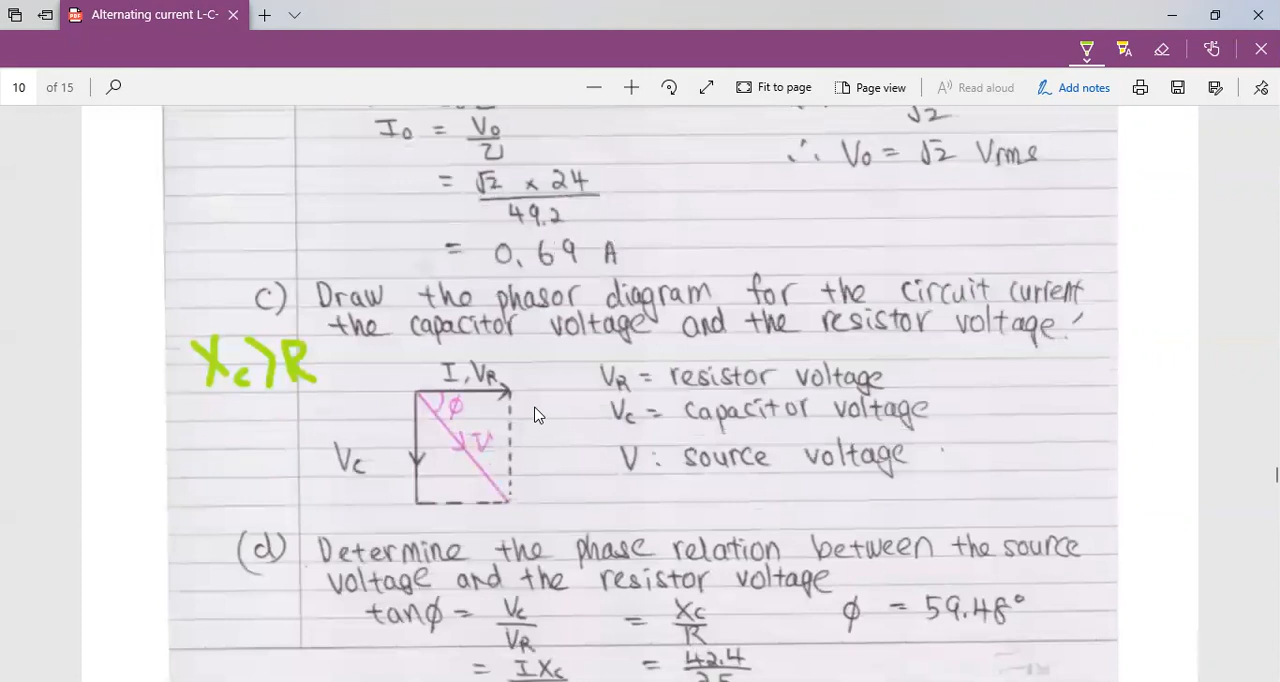 Alternating current L-C-
10 of 15
Fit to page
Page view
Read aloud
Add notes
I₀ = V₀
Z
√2
∴ V₀ = √2 Vrms
= √2 × 24
49.2
= 0.69 A
c) Draw the phasor diagram for the circuit current
the capacitor voltage and the resistor voltage.
Xc > R
I, VR
ϕ
V
Vc
VR = resistor voltage
Vc = capacitor voltage
V : source voltage
(d) Determine the phase relation between the source
voltage and the resistor voltage
tanϕ = Vc = Xc ϕ = 59.48°
VR R
= IXc = 42.4